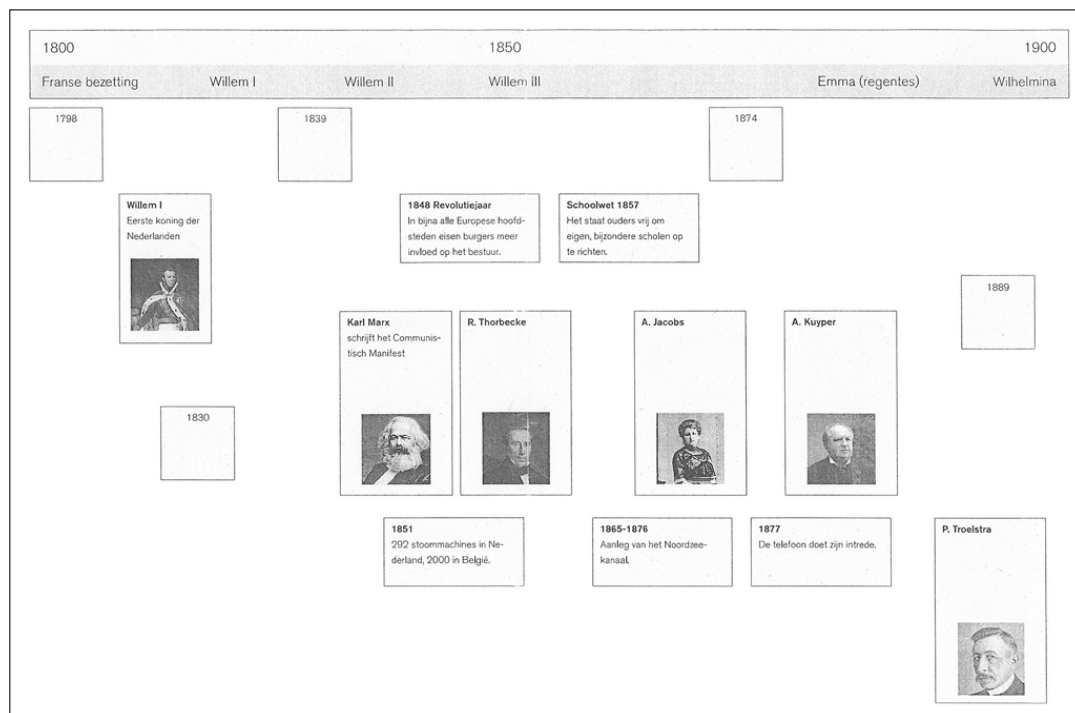 1800 1850 1900
Franse bezetting Willem I Willem II Willem III Emma (regentes) Wilhelmina
1798
1839
1874
Willem I
Eerste koning der
Nederlanden
1848 Revolutiejaar
In bijna alle Europese hoofd-
steden eisen burgers meer
invloed op het bestuur.
Schoolwet 1857
Het staat ouders vrij om
eigen, bijzondere scholen op
te richten.
1889
Karl Marx
schrijft het Communis-
tisch Manifest
R. Thorbecke
A. Jacobs
A. Kuyper
1830
1851
292 stoommachines in Ne-
derland, 2000 in België.
1865-1876
Aanleg van het Noordzee-
kanaal.
1877
De telefoon doet zijn intrede.
P. Troelstra